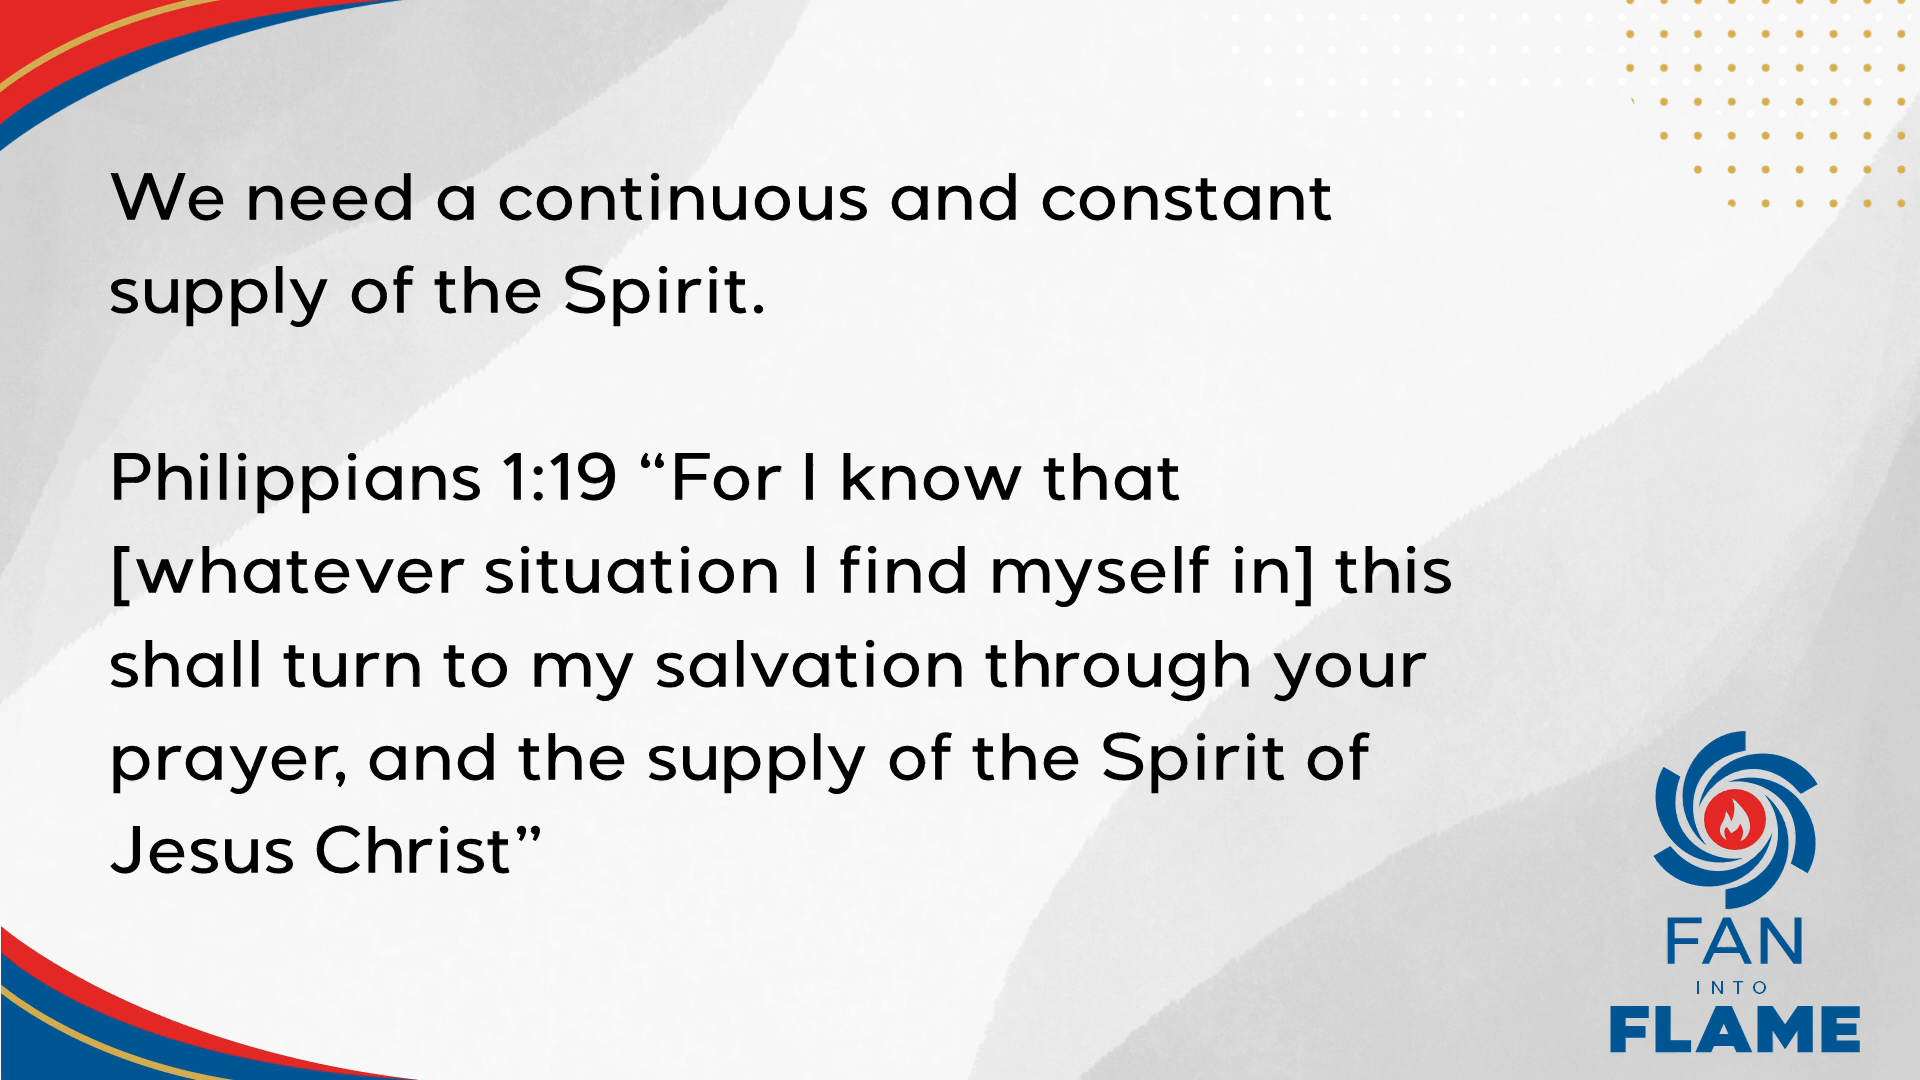 We need a continuous and constant
supply of the Spirit.
Philippians 1:19 “For I know that
[whatever situation I find myself in] this
shall turn to my salvation through your
prayer, and the supply of the Spirit of
Jesus Christ”
FAN
INTO
FLAME